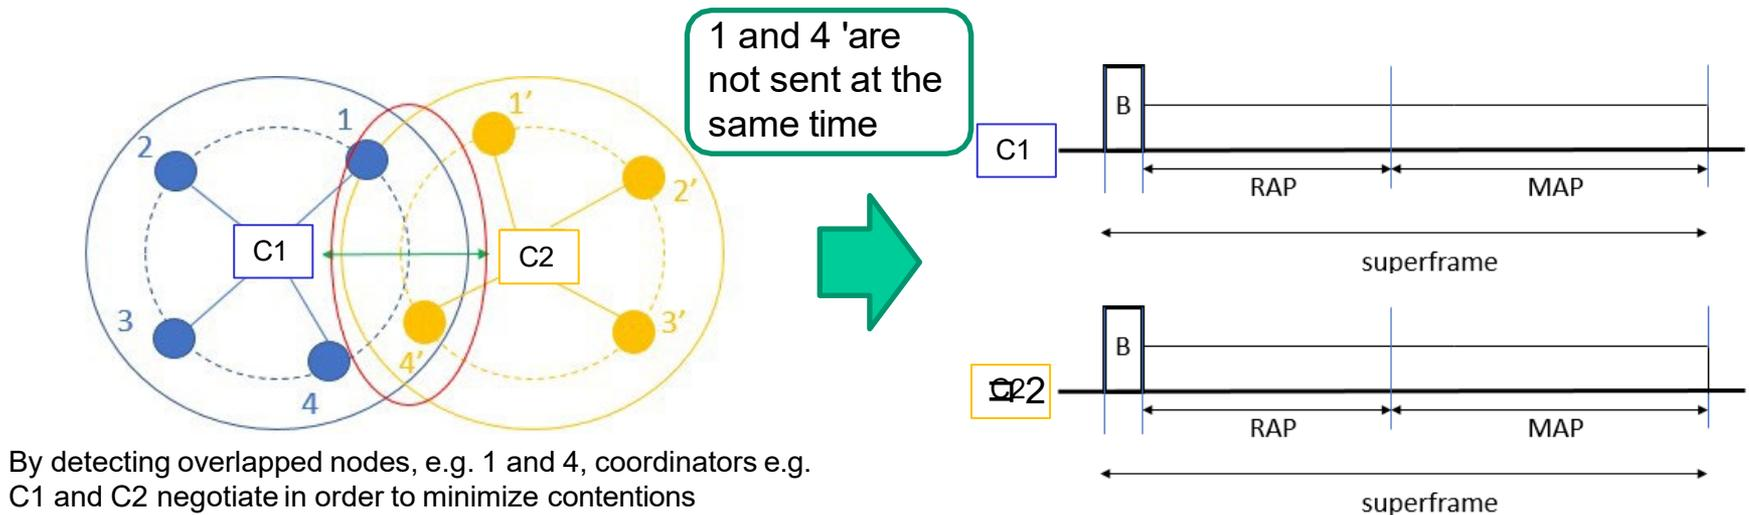 1 and 4 'are
not sent at the
same time
1
2
3
4
C1
1′
2′
3′
4′
C2
By detecting overlapped nodes, e.g. 1 and 4, coordinators e.g.
C1 and C2 negotiate in order to minimize contentions
C1
B
RAP
MAP
superframe
B
RAP
MAP
superframe